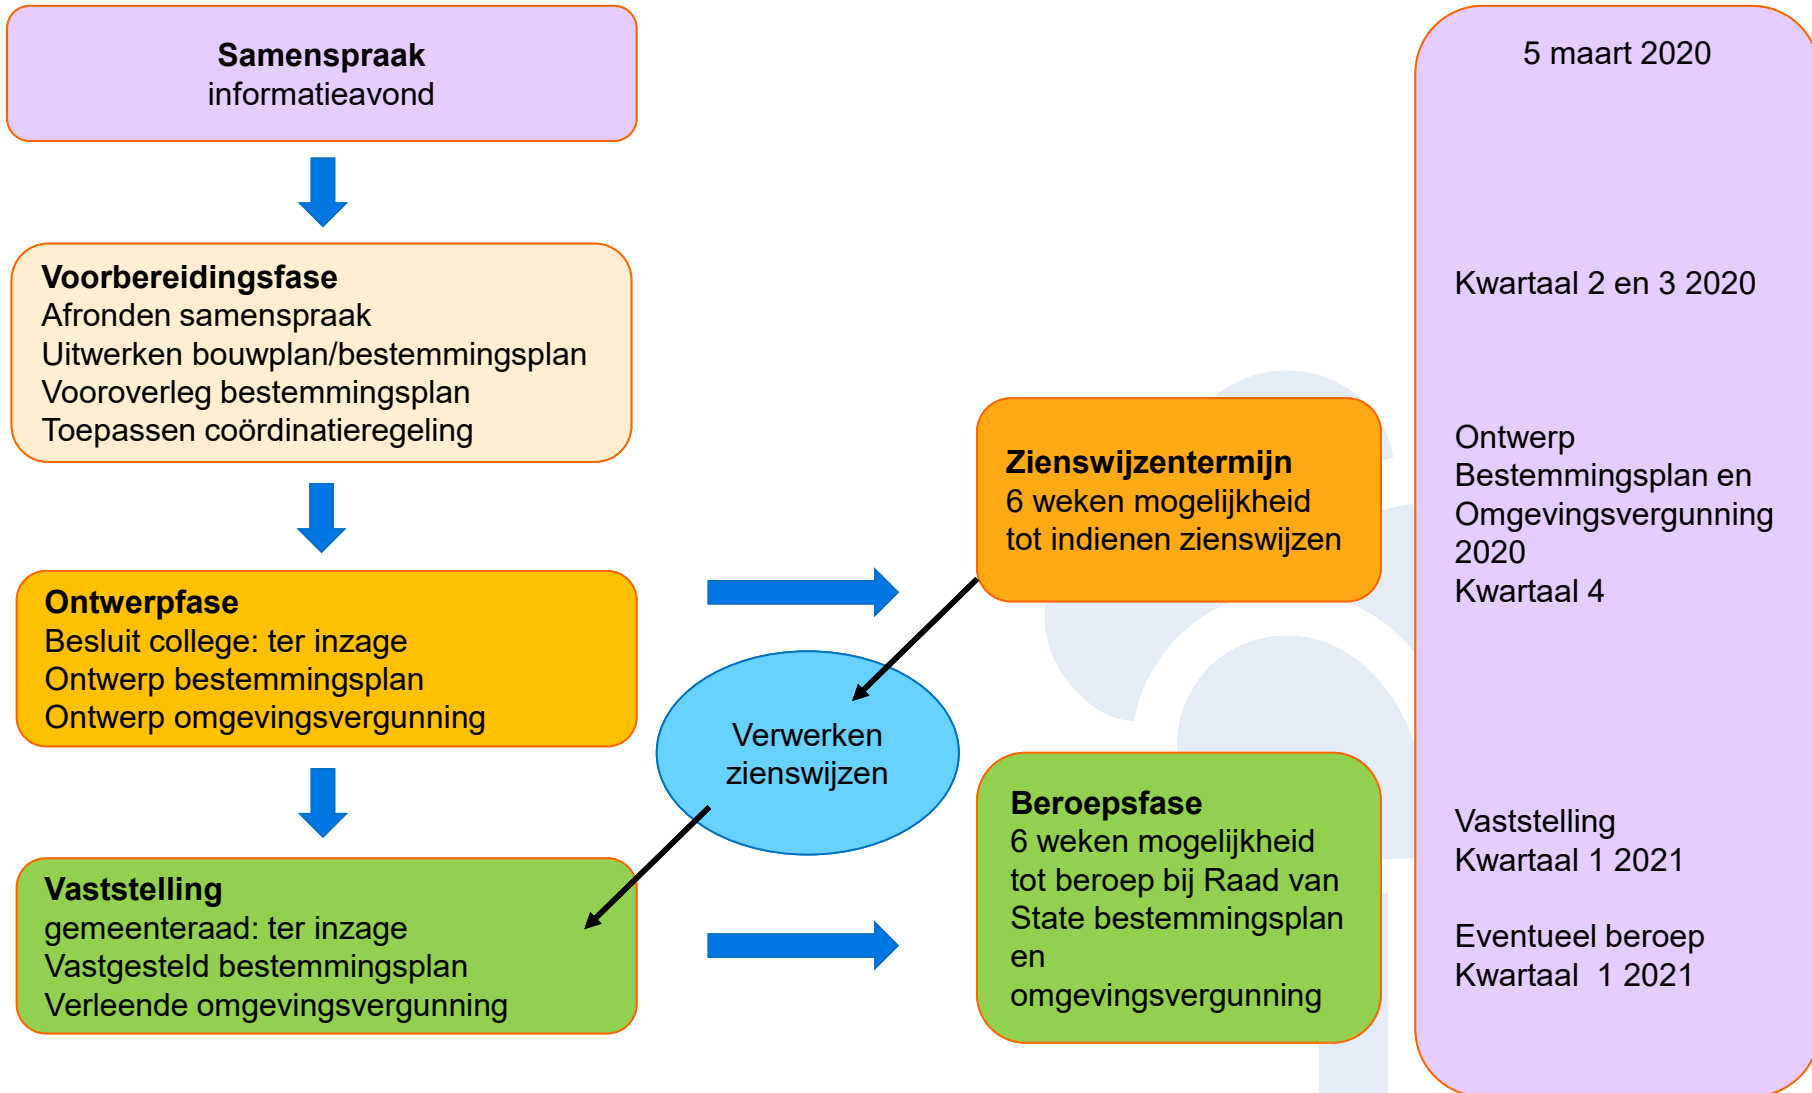 Samenspraak
informatieavond
Voorbereidingsfase
Afronden samenspraak
Uitwerken bouwplan/bestemmingsplan
Vooroverleg bestemmingsplan
Toepassen coördinatieregeling
Ontwerpfase
Besluit college: ter inzage
Ontwerp bestemmingsplan
Ontwerp omgevingsvergunning
Zienswijzentermijn
6 weken mogelijkheid
tot indienen zienswijzen
Verwerken
zienswijzen
Vaststelling
gemeenteraad: ter inzage
Vastgesteld bestemmingsplan
Verleende omgevingsvergunning
Beroepsfase
6 weken mogelijkheid
tot beroep bij Raad van
State bestemmingsplan
en
omgevingsvergunning
5 maart 2020
Kwartaal 2 en 3 2020
Ontwerp
Bestemmingsplan en
Omgevingsvergunning
2020
Kwartaal 4
Vaststelling
Kwartaal 1 2021
Eventueel beroep
Kwartaal  1 2021